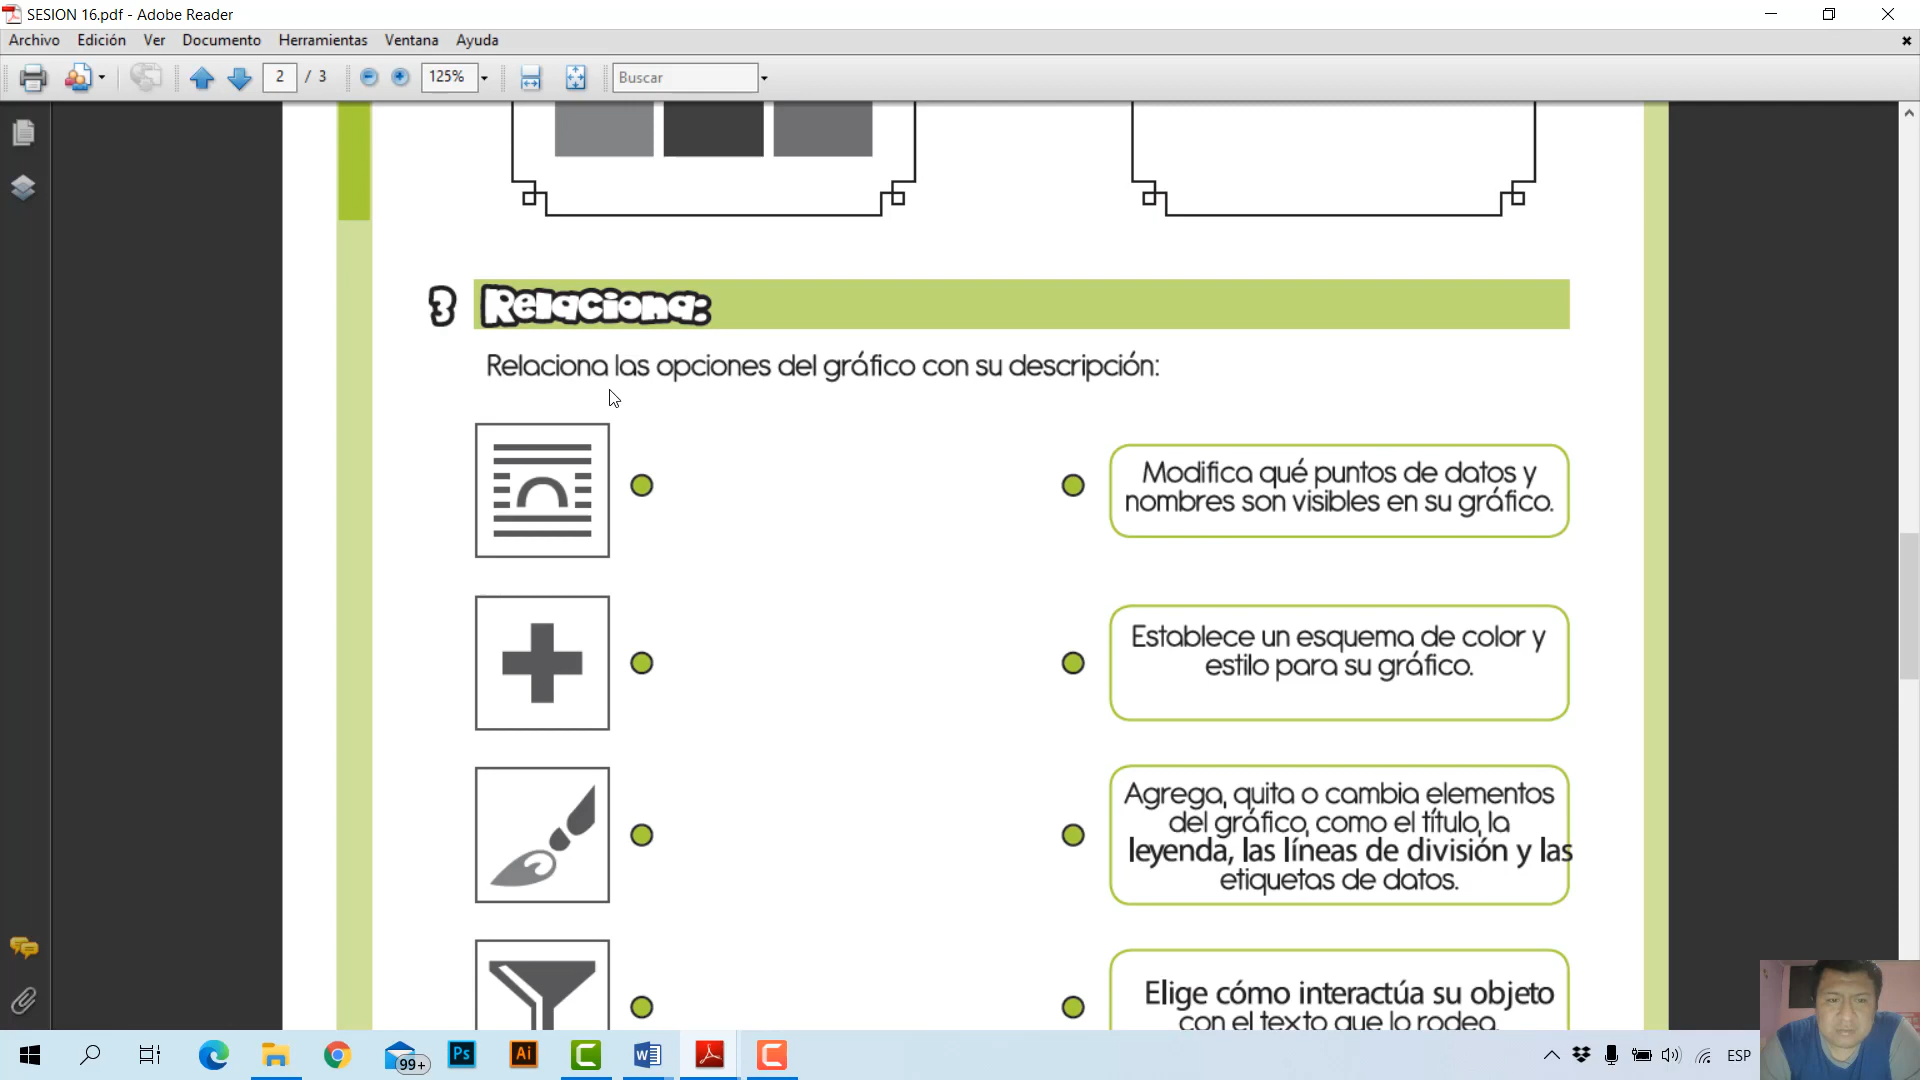 SESION 16.pdf - Adobe Reader
Archivo Edición Ver Documento Herramientas Ventana Ayuda
2 / 3 125% Buscar
3 Relaciona:
Relaciona las opciones del gráfico con su descripción:
Modifica qué puntos de datos y
nombres son visibles en su gráfico.
Establece un esquema de color y
estilo para su gráfico.
Agrega, quita o cambia elementos
del gráfico, como el título, la
leyenda, las líneas de división y las
etiquetas de datos.
Elige cómo interactúa su objeto
con el texto que lo rodea.
99+ Ps Ai ESP